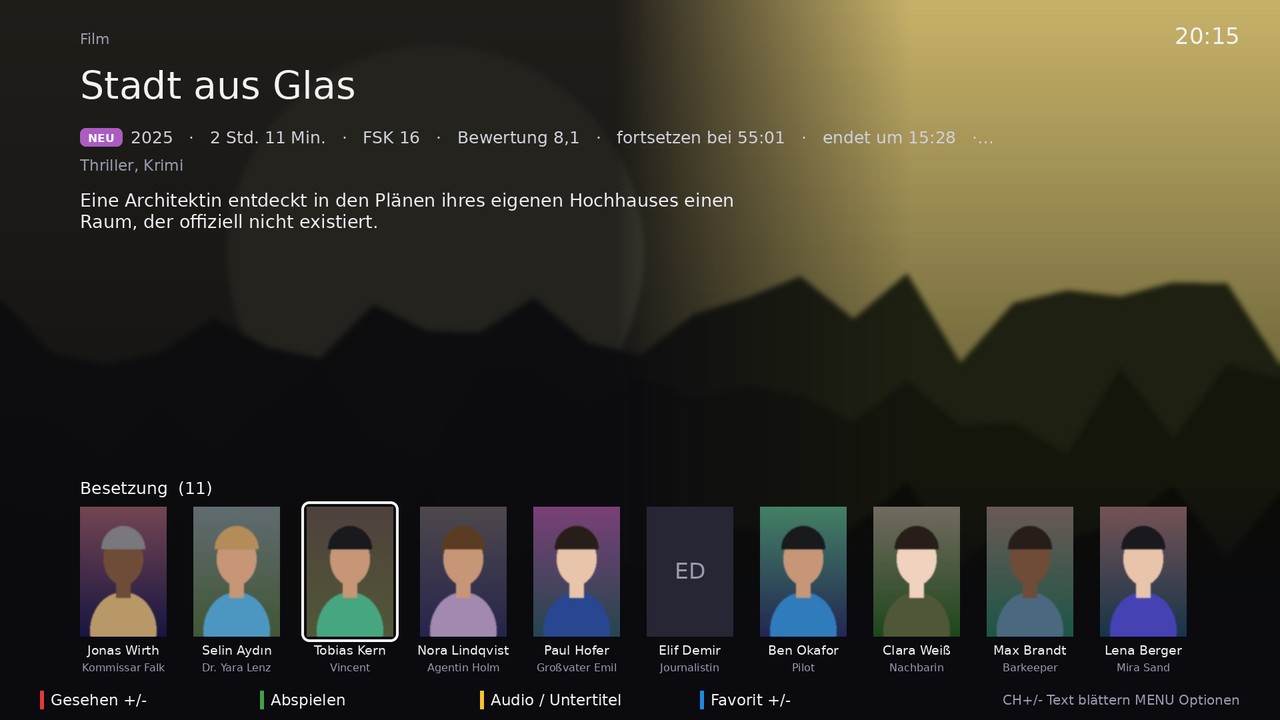 Film
20:15
Stadt aus Glas
NEU 2025 · 2 Std. 11 Min. · FSK 16 · Bewertung 8,1 · fortsetzen bei 55:01 · endet um 15:28 ·...
Thriller, Krimi
Eine Architektin entdeckt in den Plänen ihres eigenen Hochhauses einen
Raum, der offiziell nicht existiert.
Besetzung (11)
ED
Jonas Wirth Selin Aydın Tobias Kern Nora Lindqvist Paul Hofer Elif Demir Ben Okafor Clara Weiß Max Brandt Lena Berger
Kommissar Falk Dr. Yara Lenz Vincent Agentin Holm Großvater Emil Journalistin Pilot Nachbarin Barkeeper Mira Sand
Gesehen +/- Abspielen Audio / Untertitel Favorit +/- CH+/- Text blättern MENU Optionen